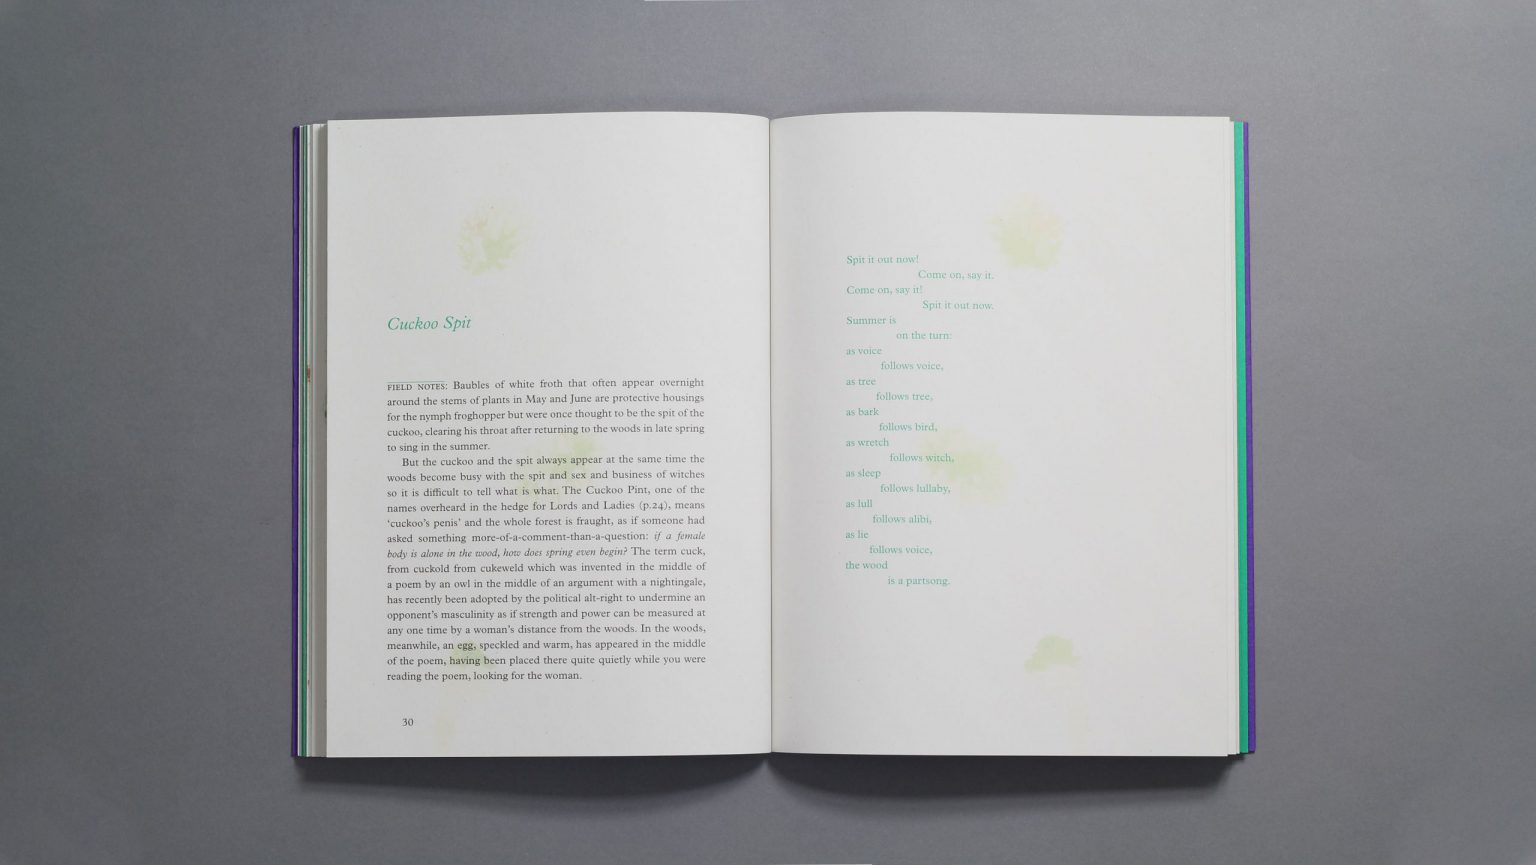 Cuckoo Spit
FIELD NOTES: Baubles of white froth that often appear overnight
around the stems of plants in May and June are protective housings
for the nymph froghopper but were once thought to be the spit of the
cuckoo, clearing his throat after returning to the woods in late spring
to sing in the summer.
But the cuckoo and the spit always appear at the same time the
woods become busy with the spit and sex and business of witches
so it is difficult to tell what is what. The Cuckoo Pint, one of the
names overheard in the hedge for Lords and Ladies (p.24), means
‘cuckoo’s penis’ and the whole forest is fraught, as if someone had
asked something more-of-a-comment-than-a-question: if a female
body is alone in the wood, how does spring even begin? The term cuck,
from cuckold from cukeweld which was invented in the middle of
a poem by an owl in the middle of an argument with a nightingale,
has recently been adopted by the political alt-right to undermine an
opponent’s masculinity as if strength and power can be measured at
any one time by a woman’s distance from the woods. In the woods,
meanwhile, an egg, speckled and warm, has appeared in the middle
of the poem, having been placed there quite quietly while you were
reading the poem, looking for the woman.
30
Spit it out now!
Come on, say it.
Come on, say it!
Spit it out now.
Summer is
on the turn:
as voice
follows voice,
as tree
follows tree,
as bark
follows bird,
as wretch
follows witch,
as sleep
follows lullaby,
as lull
follows alibi,
as lie
follows voice,
the wood
is a partsong.